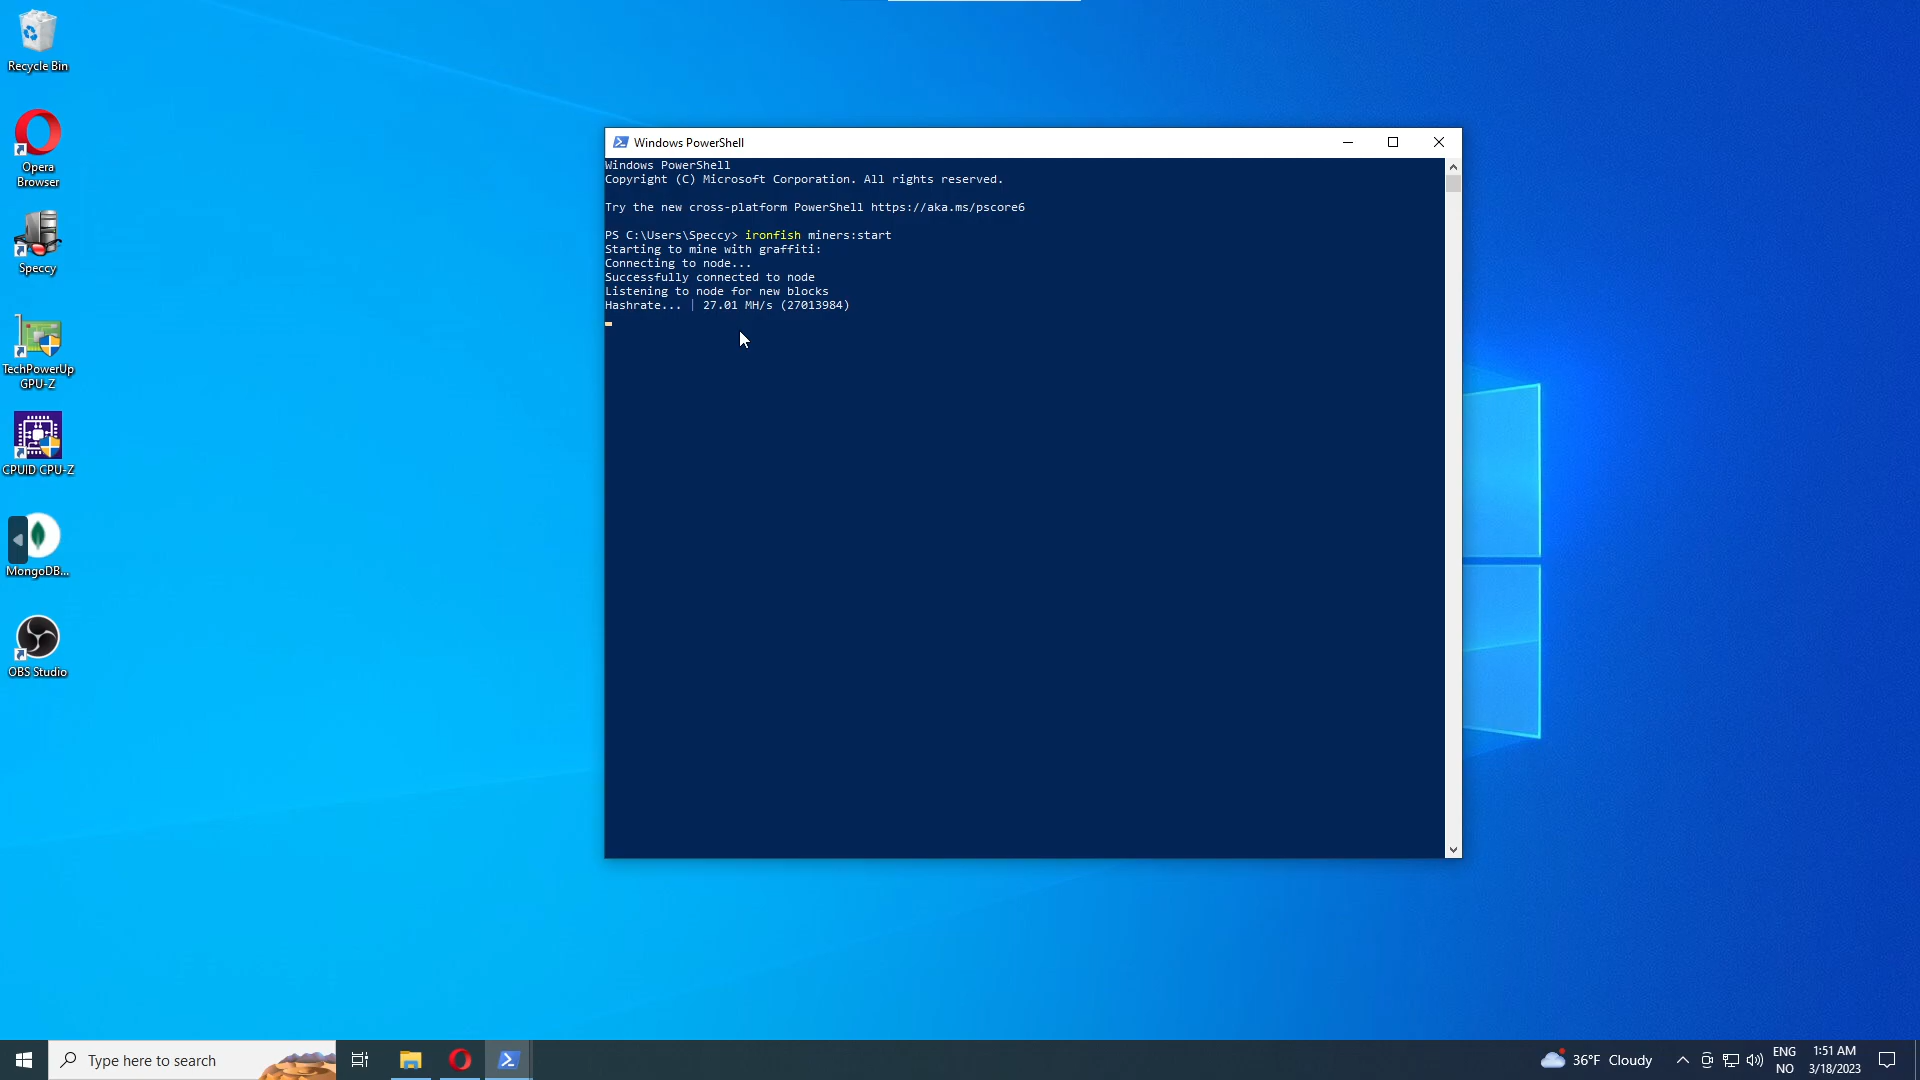 Recycle Bin
Opera
Browser
Speccy
TechPowerUp
GPU-Z
CPUID CPU-Z
MongoDB...
OBS Studio
Windows PowerShell
Windows PowerShell
Copyright (C) Microsoft Corporation. All rights reserved.
Try the new cross-platform PowerShell https://aka.ms/pscore6
PS C:\Users\Speccy> ironfish miners:start
Starting to mine with graffiti:
Connecting to node...
Successfully connected to node
Listening to node for new blocks
Hashrate... | 27.01 MH/s (27013984)
Type here to search
36°F Cloudy
ENG
NO
1:51 AM
3/18/2023